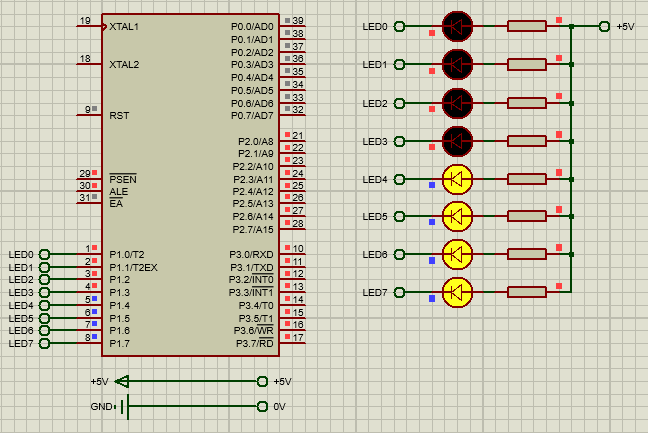 19 XTAL1 P0.0/AD0 39
P0.1/AD1 38
P0.2/AD2 37
18 XTAL2 P0.3/AD3 36
P0.4/AD4 35
P0.5/AD5 34
P0.6/AD6 33
9 RST P0.7/AD7 32
P2.0/A8 21
P2.1/A9 22
P2.2/A10 23
29 PSEN P2.3/A11 24
30 ALE P2.4/A12 25
31 EA P2.5/A13 26
P2.6/A14 27
P2.7/A15 28
LED0 1 P1.0/T2 P3.0/RXD 10
LED1 2 P1.1/T2EX P3.1/TXD 11
LED2 3 P1.2 P3.2/INT0 12
LED3 4 P1.3 P3.3/INT1 13
LED4 5 P1.4 P3.4/T0 14
LED5 6 P1.5 P3.5/T1 15
LED6 7 P1.6 P3.6/WR 16
LED7 8 P1.7 P3.7/RD 17
+5V +5V
GND 0V
LED0 +5V
LED1
LED2
LED3
LED4
LED5
LED6
LED7